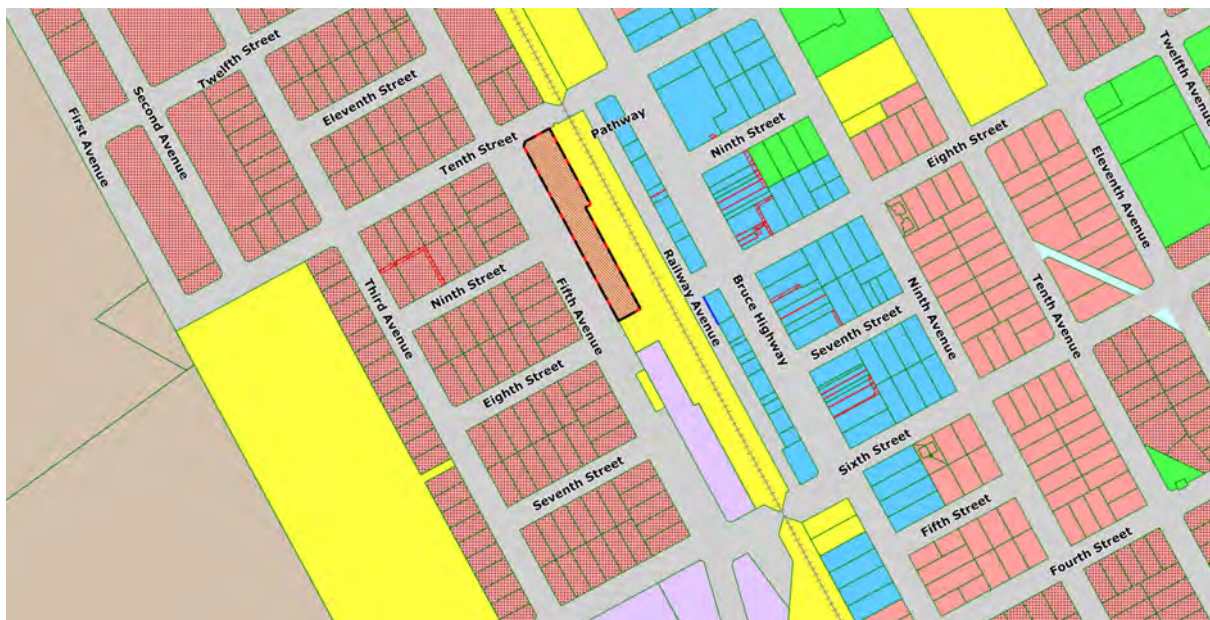 Twelfth Street
Eleventh Street
Tenth Street
First Avenue
Second Avenue
Pathway
Ninth Street
Eighth Street
Twelfth Avenue
Eleventh Avenue
Third Avenue
Ninth Street
Fifth Avenue
Railway Avenue
Bruce Highway
Ninth Avenue
Tenth Avenue
Seventh Street
Eighth Street
Seventh Street
Sixth Street
Fifth Street
Fourth Street